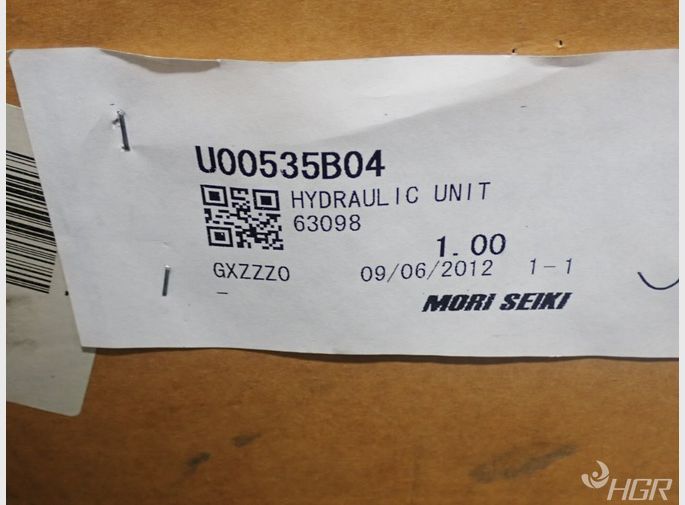 U00535B04
HYDRAULIC UNIT
63098
1.00
GXZZZ0 09/06/2012 1-1
-
MORI SEIKI
HGR